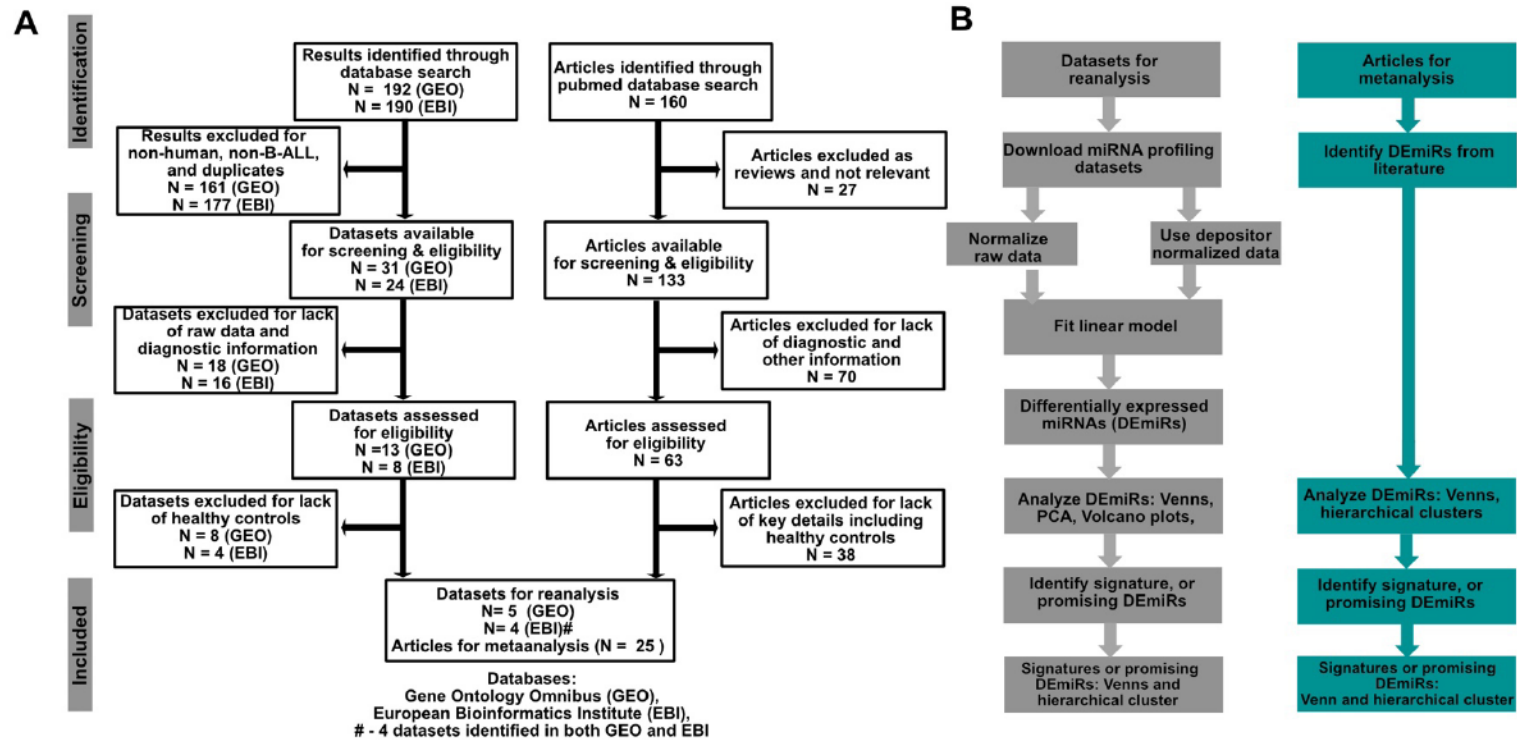 A
Identification
Screening
Eligibility
Included
Results identified through
database search
N = 192 (GEO)
N = 190 (EBI)
Articles identified through
pubmed database search
N = 160
Results excluded for
non-human, non-B-ALL,
and duplicates
N = 161 (GEO)
N = 177 (EBI)
Articles excluded as
reviews and not relevant
N = 27
Datasets available
for screening & eligibility
N = 31 (GEO)
N = 24 (EBI)
Articles available
for screening & eligibility
N = 133
Datasets excluded for lack
of raw data and
diagnostic information
N = 18 (GEO)
N = 16 (EBI)
Articles excluded for lack
of diagnostic and
other information
N = 70
Datasets assessed
for eligibility
N =13 (GEO)
N = 8 (EBI)
Articles assessed
for eligibility
N = 63
Datasets excluded for lack
of healthy controls
N = 8 (GEO)
N = 4 (EBI)
Articles excluded for lack
of key details including
healthy controls
N = 38
Datasets for reanalysis
N= 5 (GEO)
N= 4 (EBI)#
Articles for metaanalysis (N = 25 )
Databases:
Gene Ontology Omnibus (GEO),
European Bioinformatics Institute (EBI),
# - 4 datasets identified in both GEO and EBI
B
Datasets for
reanalysis
Download miRNA profiling
datasets
Normalize
raw data
Use depositor
normalized data
Fit linear model
Differentially expressed
miRNAs (DEmiRs)
Analyze DEmiRs: Venns,
PCA, Volcano plots,
Identify signature, or
promising DEmiRs
Signatures or promising
DEmiRs: Venns and
hierarchical cluster
Articles for
metanalysis
Identify DEmiRs from
literature
Analyze DEmiRs: Venns,
hierarchical clusters
Identify signature, or
promising DEmiRs
Signatures or promising
DEmiRs:
Venn and hierarchical cluster